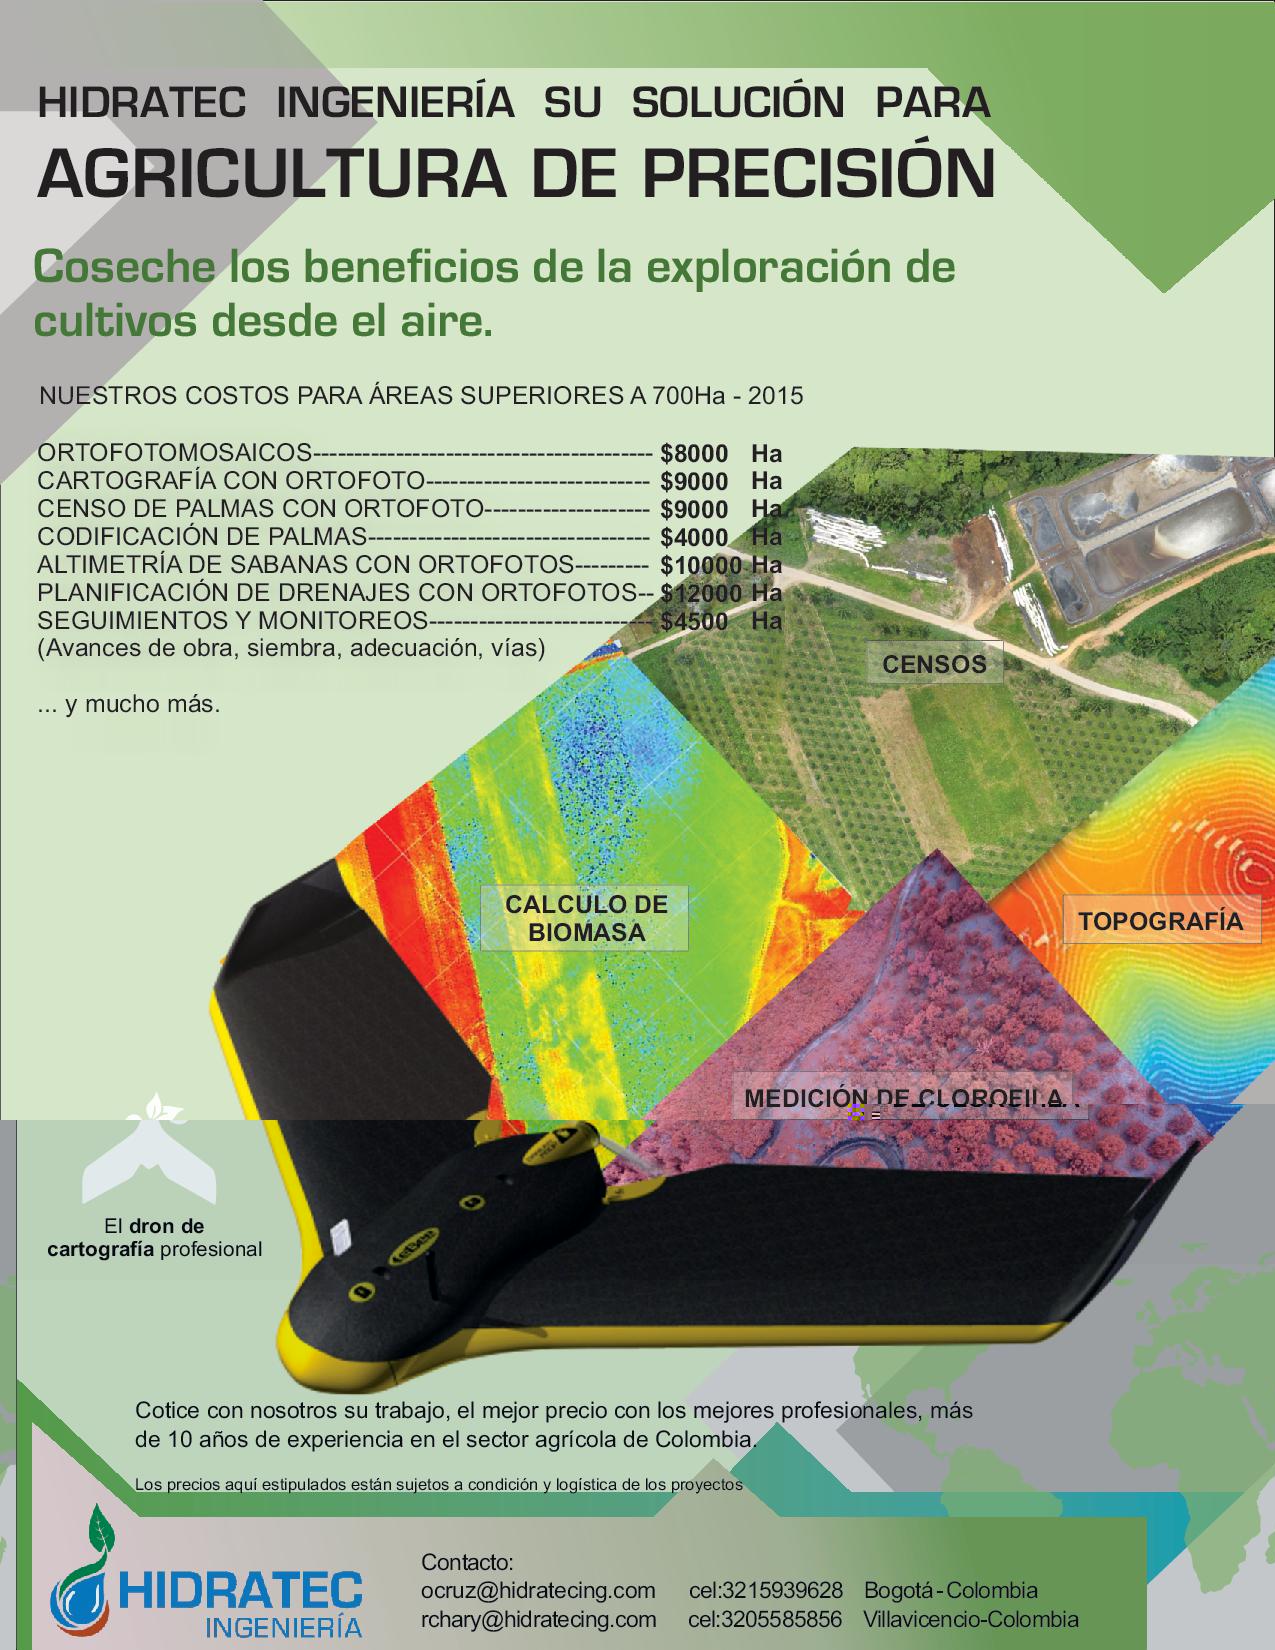 HIDRATEC INGENIERÍA SU SOLUCIÓN PARA
AGRICULTURA DE PRECISIÓN
Coseche los beneficios de la exploración de
cultivos desde el aire.
NUESTROS COSTOS PARA ÁREAS SUPERIORES A 700Ha - 2015
ORTOFOTOMOSAICOS----------------------------------------- $8000 Ha
CARTOGRAFÍA CON ORTOFOTO--------------------------- $9000 Ha
CENSO DE PALMAS CON ORTOFOTO-------------------- $9000 Ha
CODIFICACIÓN DE PALMAS---------------------------------- $4000 Ha
ALTIMETRÍA DE SABANAS CON ORTOFOTOS--------- $10000 Ha
PLANIFICACIÓN DE DRENAJES CON ORTOFOTOS-- $12000 Ha
SEGUIMIENTOS Y MONITOREOS--------------------------- $4500 Ha
(Avances de obra, siembra, adecuación, vías)
... y mucho más.
CENSOS
CALCULO DE
BIOMASA
TOPOGRAFÍA
MEDICIÓN DE CLOROFILA
El dron de
cartografía profesional
Cotice con nosotros su trabajo, el mejor precio con los mejores profesionales, más
de 10 años de experiencia en el sector agrícola de Colombia.
Los precios aquí estipulados están sujetos a condición y logística de los proyectos
HIDRATEC
INGENIERÍA
Contacto:
ocruz@hidratecing.com cel:3215939628 Bogotá-Colombia
rchary@hidratecing.com cel:3205585856 Villavicencio-Colombia